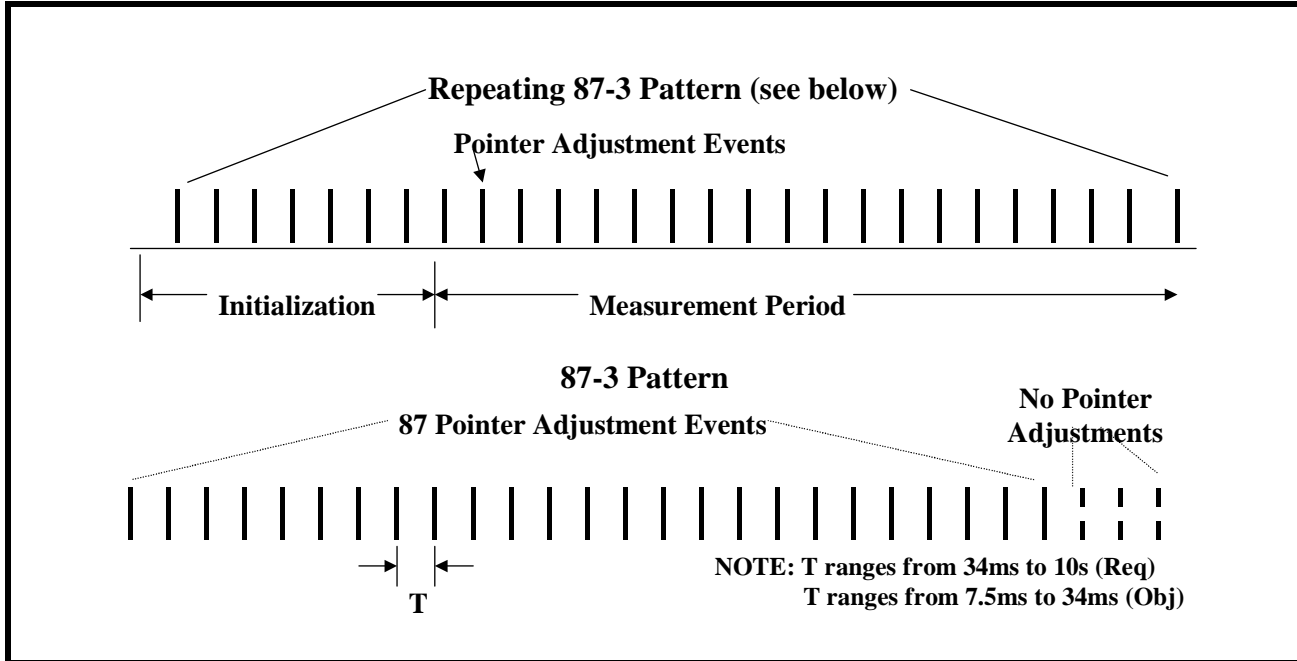 Repeating 87-3 Pattern (see below)
Pointer Adjustment Events
Initialization
Measurement Period
87-3 Pattern
87 Pointer Adjustment Events
No Pointer
Adjustments
T
NOTE: T ranges from 34ms to 10s (Req)
T ranges from 7.5ms to 34ms (Obj)